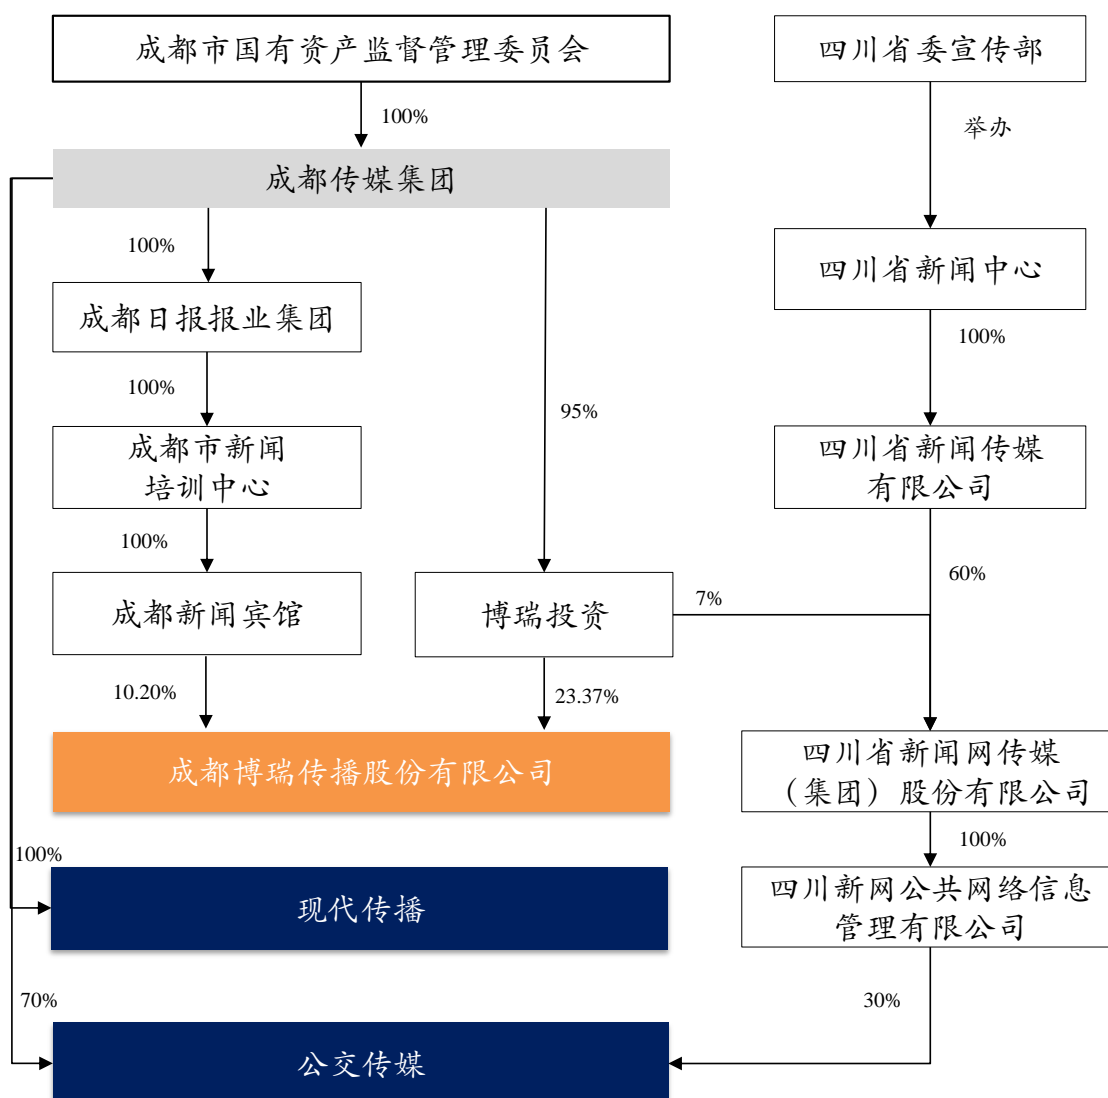 成都市国有资产监督管理委员会
四川省委宣传部
100%
举办
成都传媒集团
100%
四川省新闻中心
成都日报报业集团
100%
100%
95%
成都市新闻
培训中心
四川省新闻传媒
有限公司
100%
60%
成都新闻宾馆
博瑞投资
7%
10.20%
23.37%
成都博瑞传播股份有限公司
四川省新闻网传媒
（集团）股份有限公司
100%
100%
现代传播
四川新网公共网络信息
管理有限公司
70%
30%
公交传媒